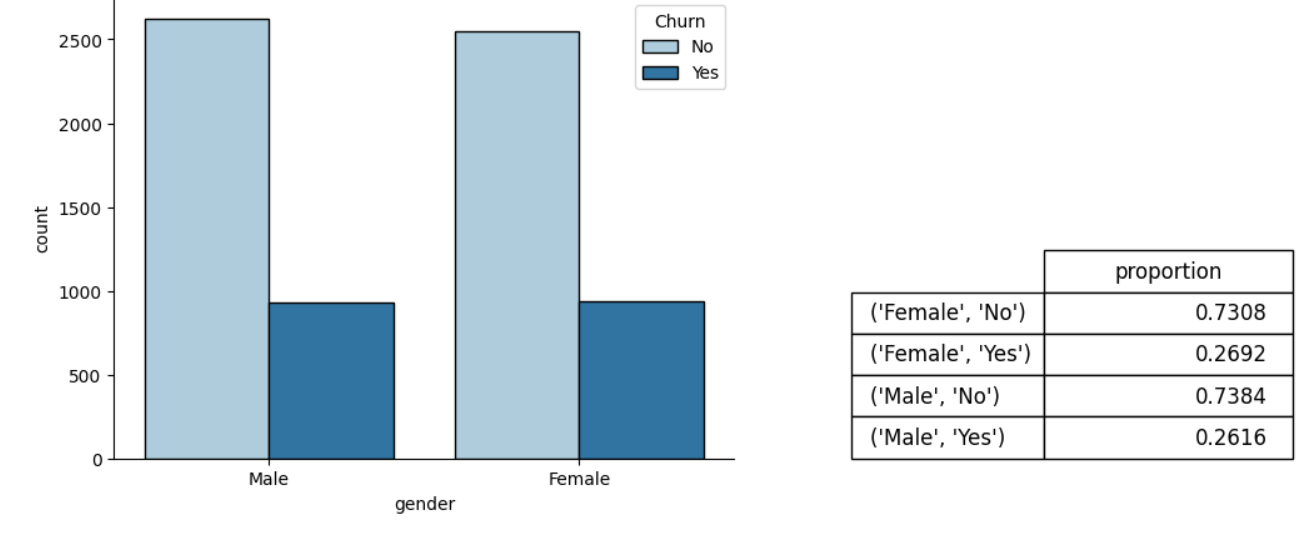 2500
2000
1500
1000
500
0
count
Male
Female
gender
Churn
No
Yes
proportion
('Female', 'No') 0.7308
('Female', 'Yes') 0.2692
('Male', 'No') 0.7384
('Male', 'Yes') 0.2616